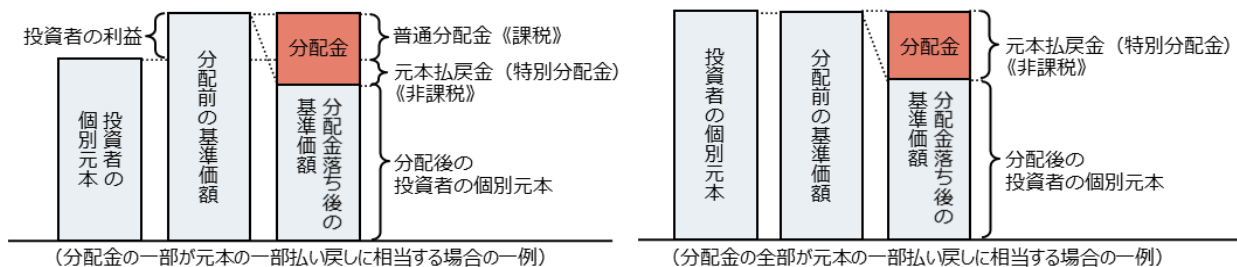 投資者の利益
投資者の
個別元本
分配前の基準価額
分配金
分配金落ち後の
基準価額
普通分配金《課税》
元本払戻金（特別分配金）
《非課税》
分配後の
投資者の個別元本
（分配金の一部が元本の一部払い戻しに相当する場合の一例）
投資者の個別元本
分配前の基準価額
分配金
分配金落ち後の
基準価額
元本払戻金（特別分配金）
《非課税》
分配後の
投資者の個別元本
（分配金の全部が元本の一部払い戻しに相当する場合の一例）